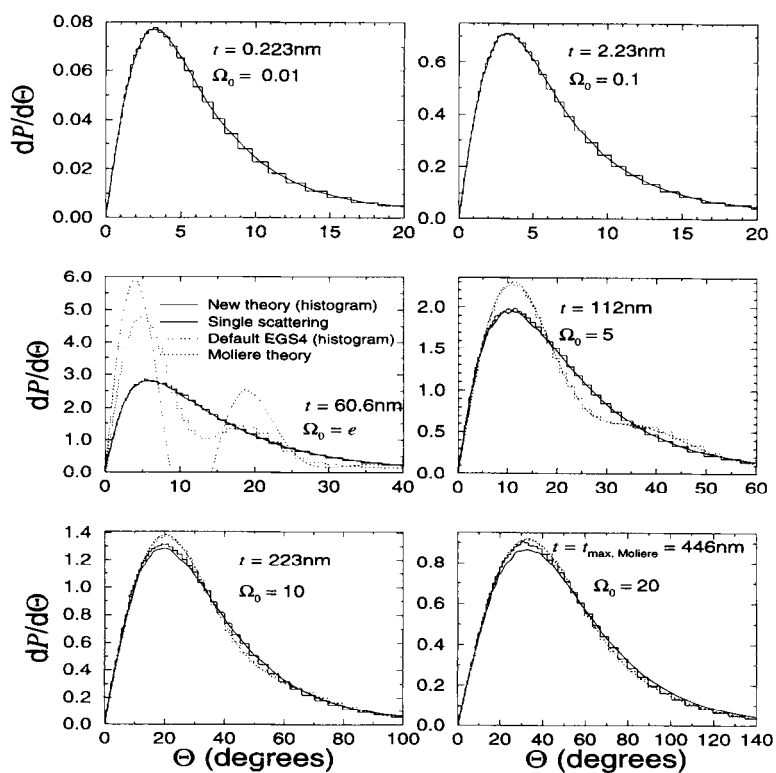 0.08
0.06
0.04
0.02
0.00
dP/dΘ
t = 0.223nm
Ω0 = 0.01
0 5 10 15 20
0.6
0.4
0.2
0.0
t = 2.23nm
Ω0 = 0.1
0 5 10 15 20
6.0
5.0
4.0
3.0
2.0
1.0
0.0
dP/dΘ
New theory (histogram)
Single scattering
Default EGS4 (histogram)
Moliere theory
t = 60.6nm
Ω0 = e
0 10 20 30 40
2.0
1.5
1.0
0.5
0.0
t = 112nm
Ω0 = 5
0 10 20 30 40 50 60
1.4
1.2
1.0
0.8
0.6
0.4
0.2
0.0
dP/dΘ
t = 223nm
Ω0 = 10
0 20 40 60 80 100
Θ (degrees)
0.8
0.6
0.4
0.2
0.0
t = tmax, Moliere = 446nm
Ω0 = 20
0 20 40 60 80 100 120 140
Θ (degrees)